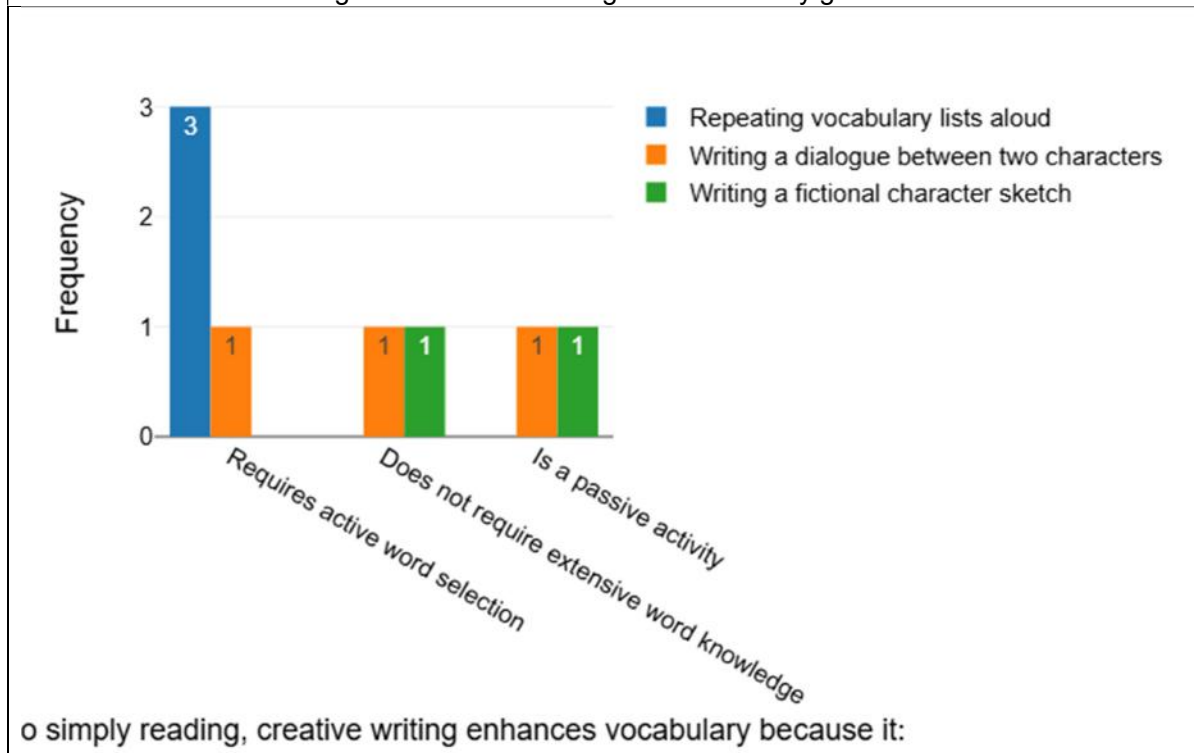 3
3
Repeating vocabulary lists aloud
Writing a dialogue between two characters
Writing a fictional character sketch
2
Frequency
1
1
1
1
1
1
0
Requires active word selection
Does not require extensive word knowledge
Is a passive activity
o simply reading, creative writing enhances vocabulary because it: